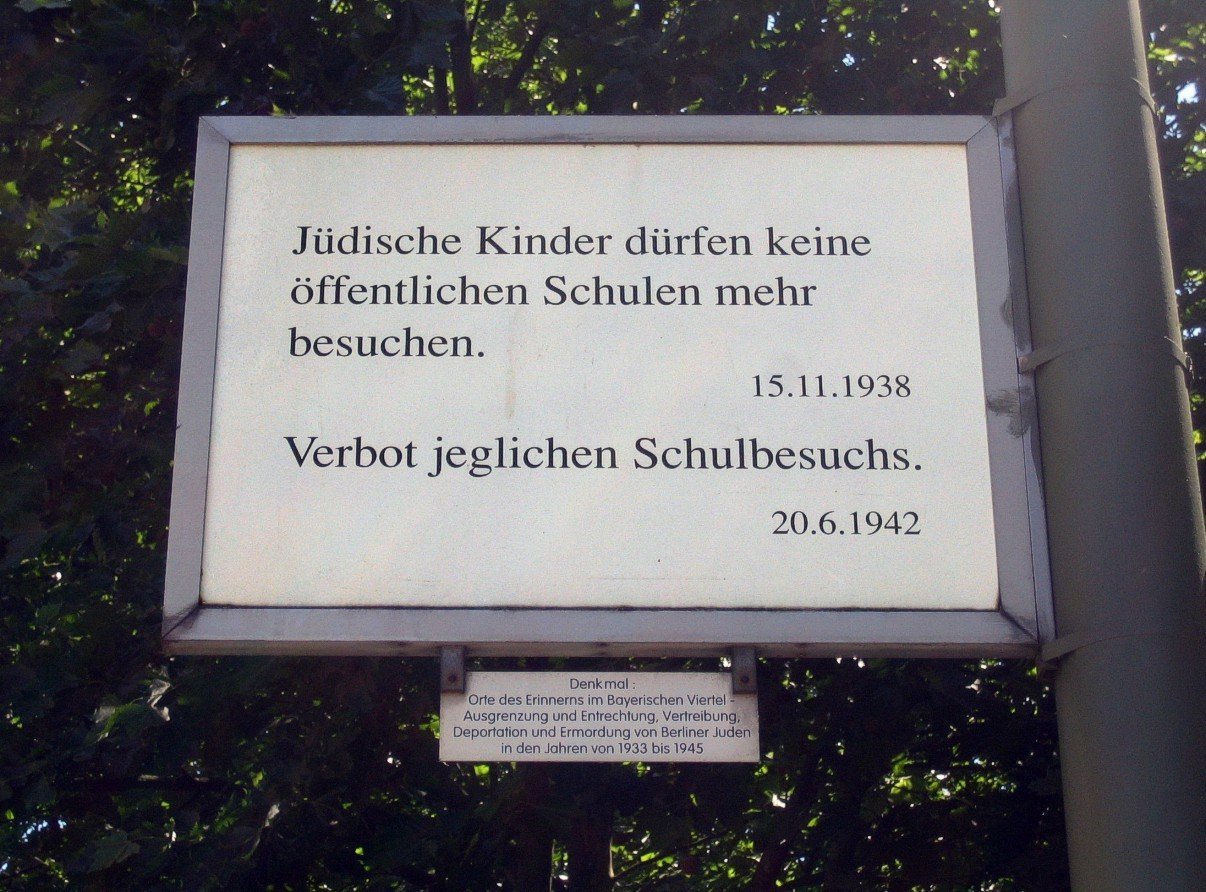 Jüdische Kinder dürfen keine
öffentlichen Schulen mehr
besuchen.
15.11.1938
Verbot jeglichen Schulbesuchs.
20.6.1942
Denkmal :
Orte des Erinnerns im Bayerischen Viertel -
Ausgrenzung und Entrechtung, Vertreibung,
Deportation und Ermordung von Berliner Juden
in den Jahren von 1933 bis 1945